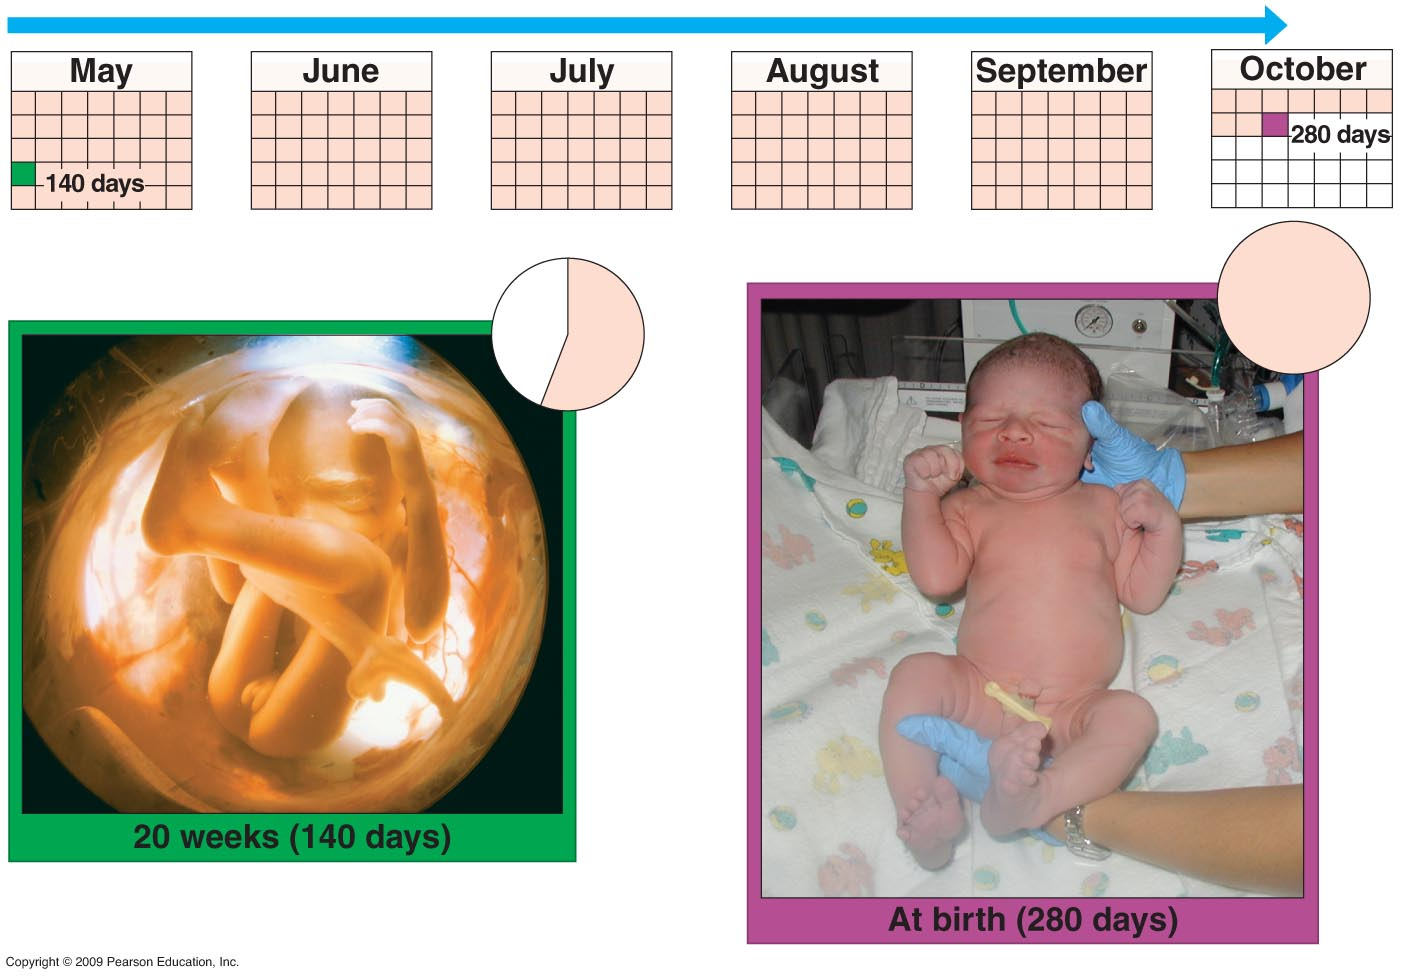 May
June
July
August
September
October
140 days
280 days
20 weeks (140 days)
At birth (280 days)
Copyright © 2009 Pearson Education, Inc.